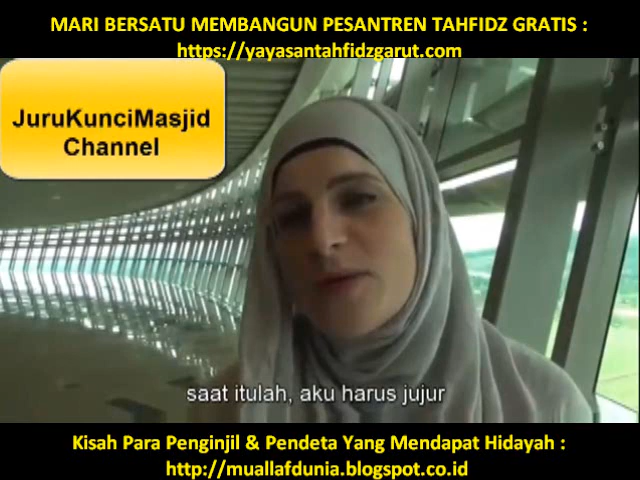 MARI BERSATU MEMBANGUN PESANTREN TAHFIDZ GRATIS :
https://yayasantahfidzgarut.com
JuruKunciMasjid
Channel
saat itulah, aku harus jujur
Kisah Para Penginjil & Pendeta Yang Mendapat Hidayah :
http://muallafdunia.blogspot.co.id